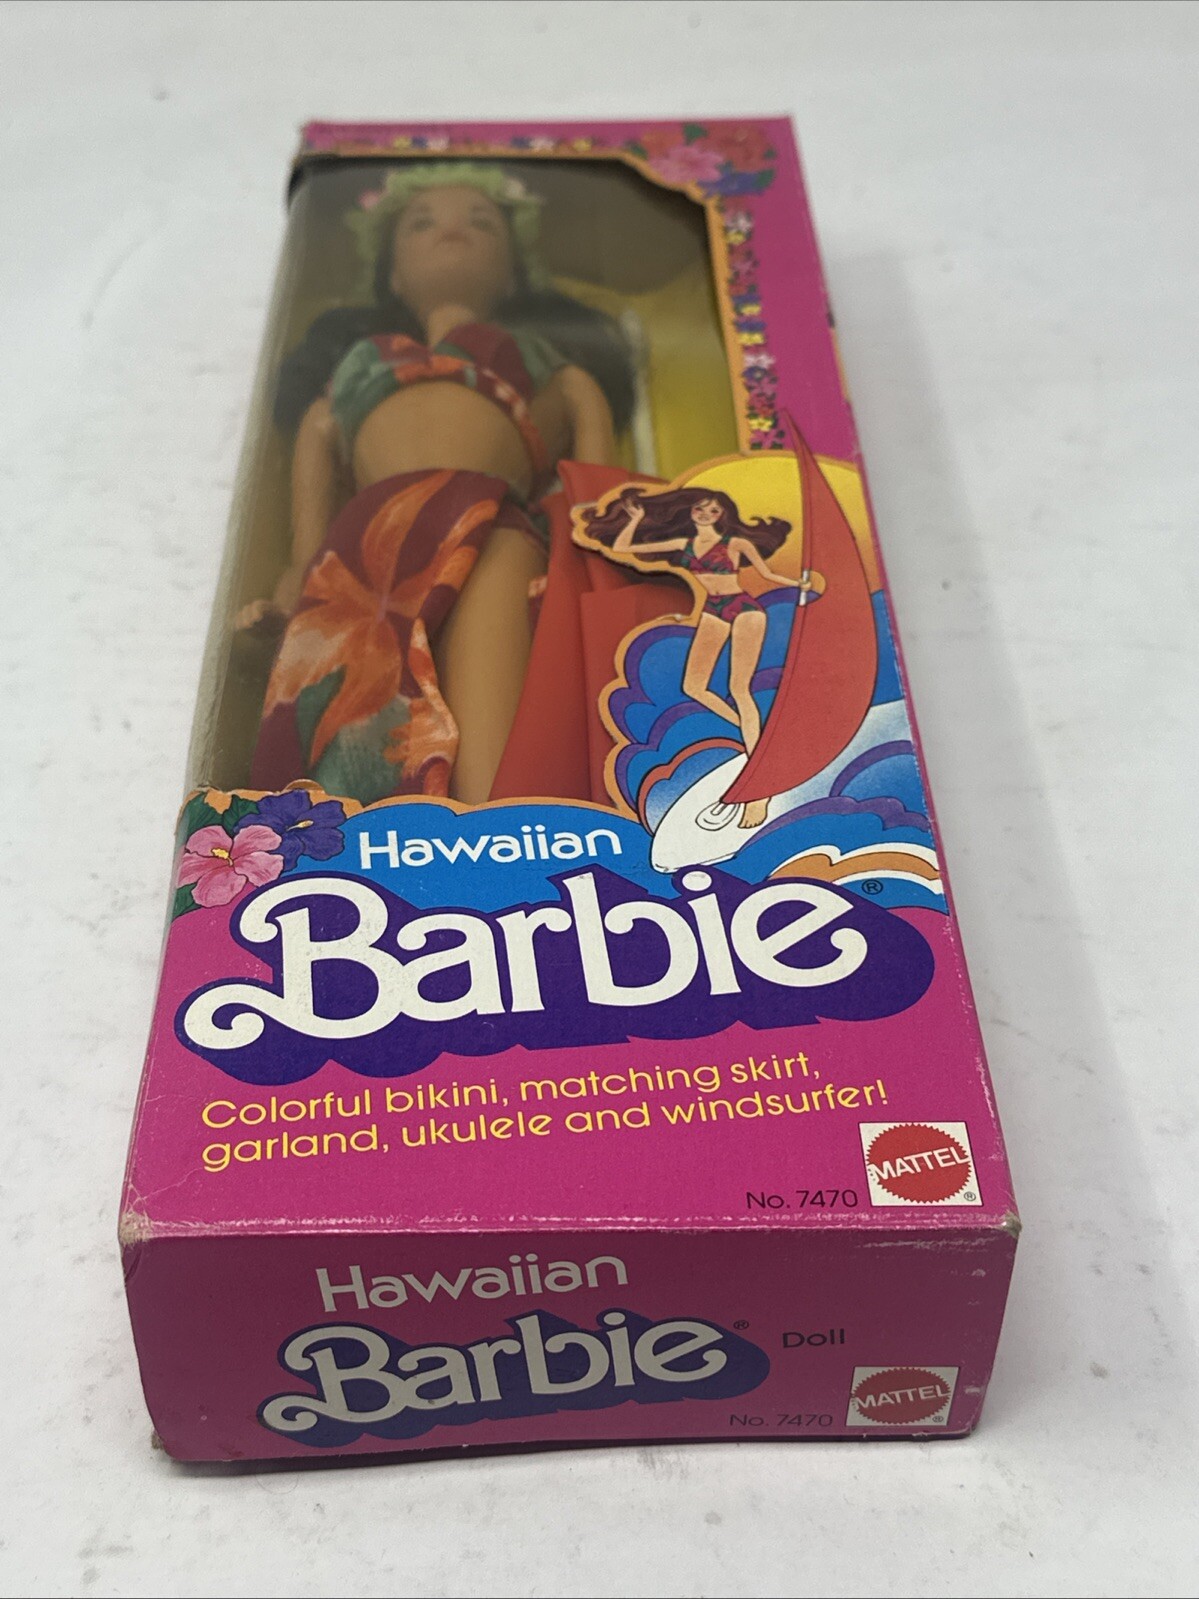 Hawaiian
Barbie®
Colorful bikini, matching skirt,
garland, ukulele and windsurfer!
MATTEL®
No. 7470
Hawaiian
Barbie® Doll
MATTEL®
No. 7470